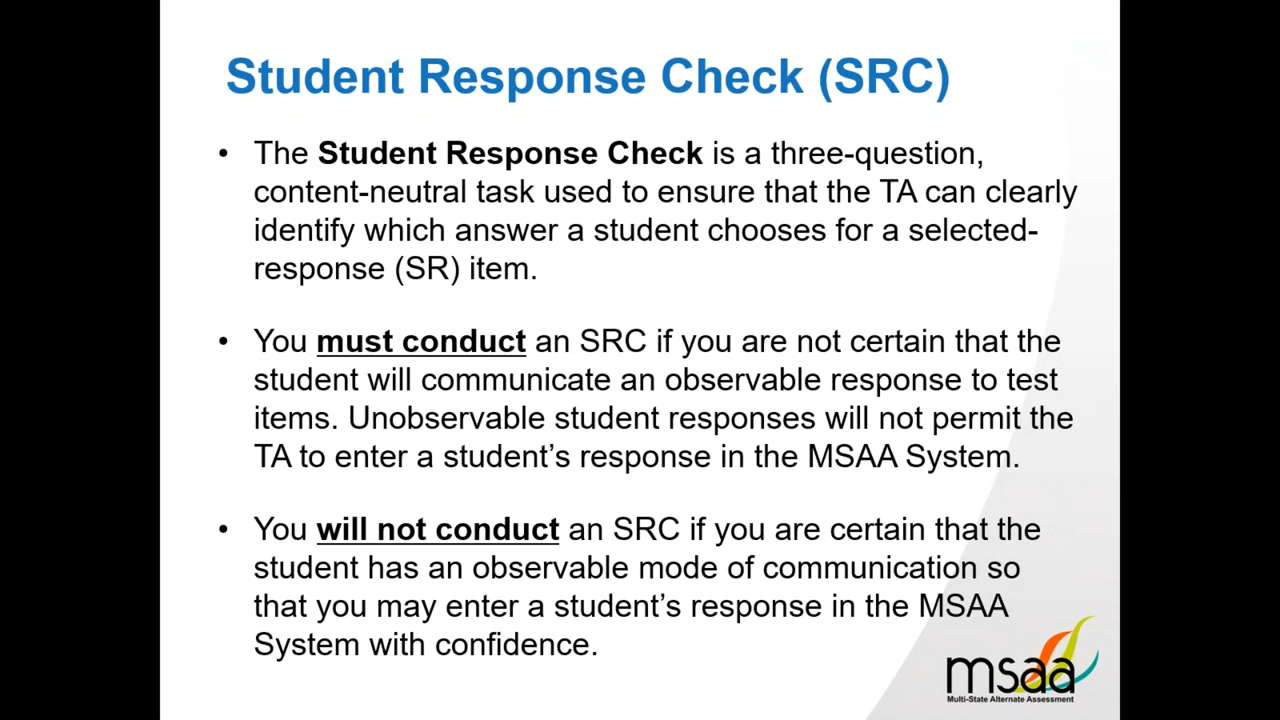 Student Response Check (SRC)
• The Student Response Check is a three-question,
content-neutral task used to ensure that the TA can clearly
identify which answer a student chooses for a selected-
response (SR) item.
• You must conduct an SRC if you are not certain that the
student will communicate an observable response to test
items. Unobservable student responses will not permit the
TA to enter a student’s response in the MSAA System.
• You will not conduct an SRC if you are certain that the
student has an observable mode of communication so
that you may enter a student’s response in the MSAA
System with confidence.
msaa
Multi-State Alternate Assessment